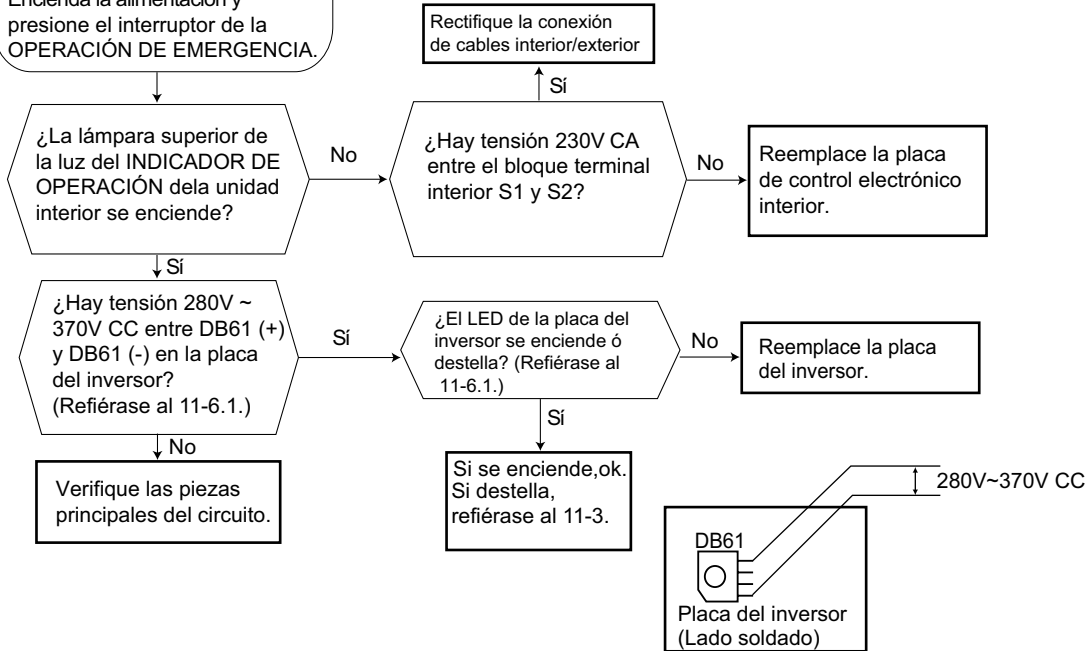 Encienda la alimentación y
presione el interruptor de la
OPERACIÓN DE EMERGENCIA.
Rectifique la conexión
de cables interior/exterior
Sí
¿La lámpara superior de
la luz del INDICADOR DE
OPERACIÓN dela unidad
interior se enciende?
No
¿Hay tensión 230V CA
entre el bloque terminal
interior S1 y S2?
No
Reemplace la placa
de control electrónico
interior.
Sí
¿Hay tensión 280V ~
370V CC entre DB61 (+)
y DB61 (-) en la placa
del inversor?
(Refiérase al 11-6.1.)
Sí
¿El LED de la placa del
inversor se enciende ó
destella? (Refiérase al
11-6.1.)
No
Reemplace la placa
del inversor.
Sí
No
Verifique las piezas
principales del circuito.
Si se enciende,ok.
Si destella,
refiérase al 11-3.
280V~370V CC
DB61
Placa del inversor
(Lado soldado)